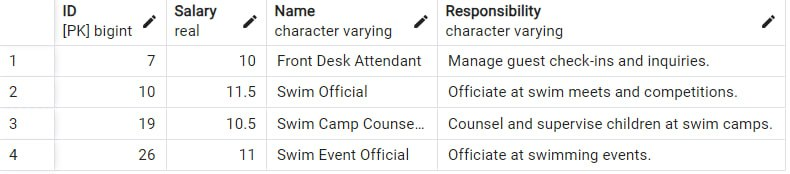 ID Salary Name Responsibility
[PK] bigint real character varying character varying
1 7 10 Front Desk Attendant Manage guest check-ins and inquiries.
2 10 11.5 Swim Official Officiate at swim meets and competitions.
3 19 10.5 Swim Camp Counse... Counsel and supervise children at swim camps.
4 26 11 Swim Event Official Officiate at swimming events.